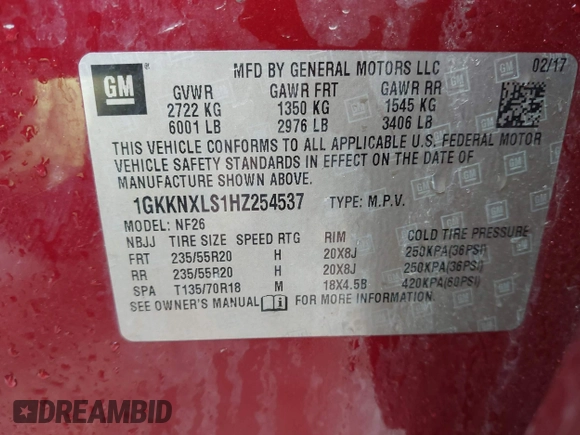 GM
MFD BY GENERAL MOTORS LLC 02/17
GVWR GAWR FRT GAWR RR
2722 KG 1350 KG 1545 KG
6001 LB 2976 LB 3406 LB
THIS VEHICLE CONFORMS TO ALL APPLICABLE U.S. FEDERAL MOTOR
VEHICLE SAFETY STANDARDS IN EFFECT ON THE DATE OF
MANUFACTURE SHOWN ABOVE.
1GKKNXLS1HZ254537 TYPE: M.P.V.
MODEL: NF26
NBJJ TIRE SIZE SPEED RTG RIM COLD TIRE PRESSURE
FRT 235/55R20 H 20X8J 250KPA(36PSI)
RR 235/55R20 H 20X8J 250KPA(36PSI)
SPA T135/70R18 M 18X4.5B 420KPA(60PSI)
SEE OWNER'S MANUAL FOR MORE INFORMATION.
DREAMBID